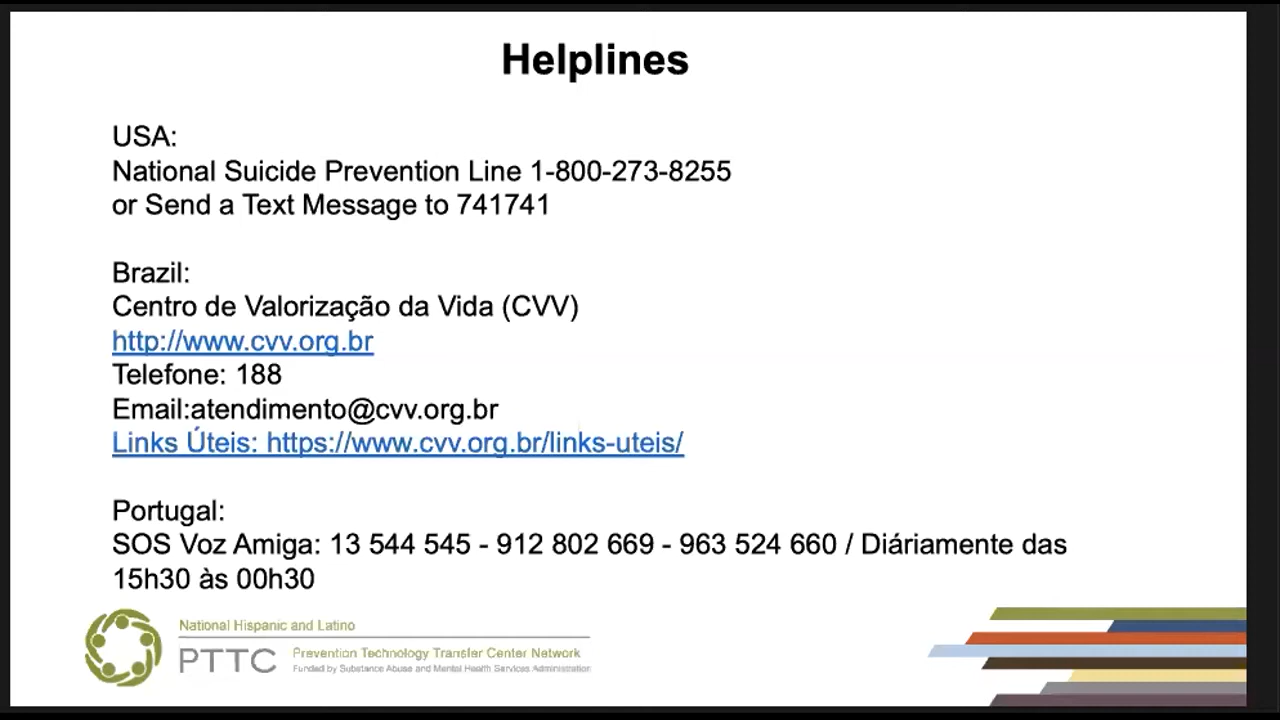 Helplines
USA:
National Suicide Prevention Line 1-800-273-8255
or Send a Text Message to 741741
Brazil:
Centro de Valorização da Vida (CVV)
http://www.cvv.org.br
Telefone: 188
Email:atendimento@cvv.org.br
Links Úteis: https://www.cvv.org.br/links-uteis/
Portugal:
SOS Voz Amiga: 13 544 545 - 912 802 669 - 963 524 660 / Diáriamente das
15h30 às 00h30
National Hispanic and Latino
PTTC Prevention Technology Transfer Center Network
Funded by Substance Abuse and Mental Health Services Administration